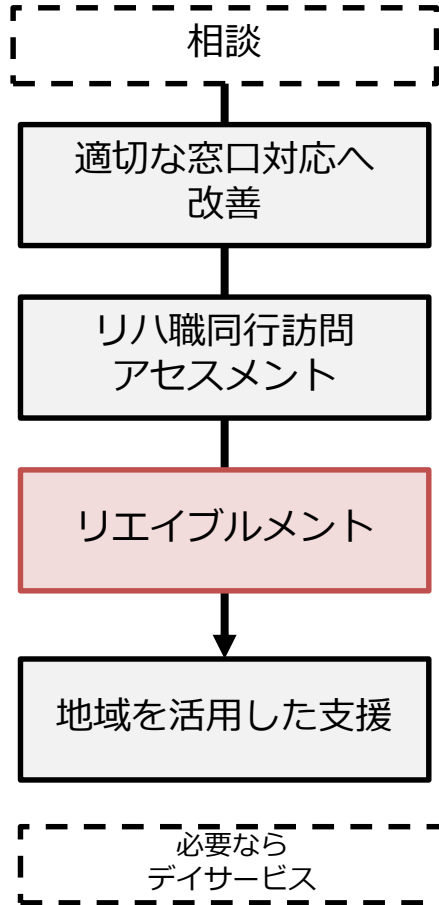 相談
適切な窓口対応へ
改善
リハ職同行訪問
アセスメント
リエイブルメント
地域を活用した支援
必要なら
デイサービス